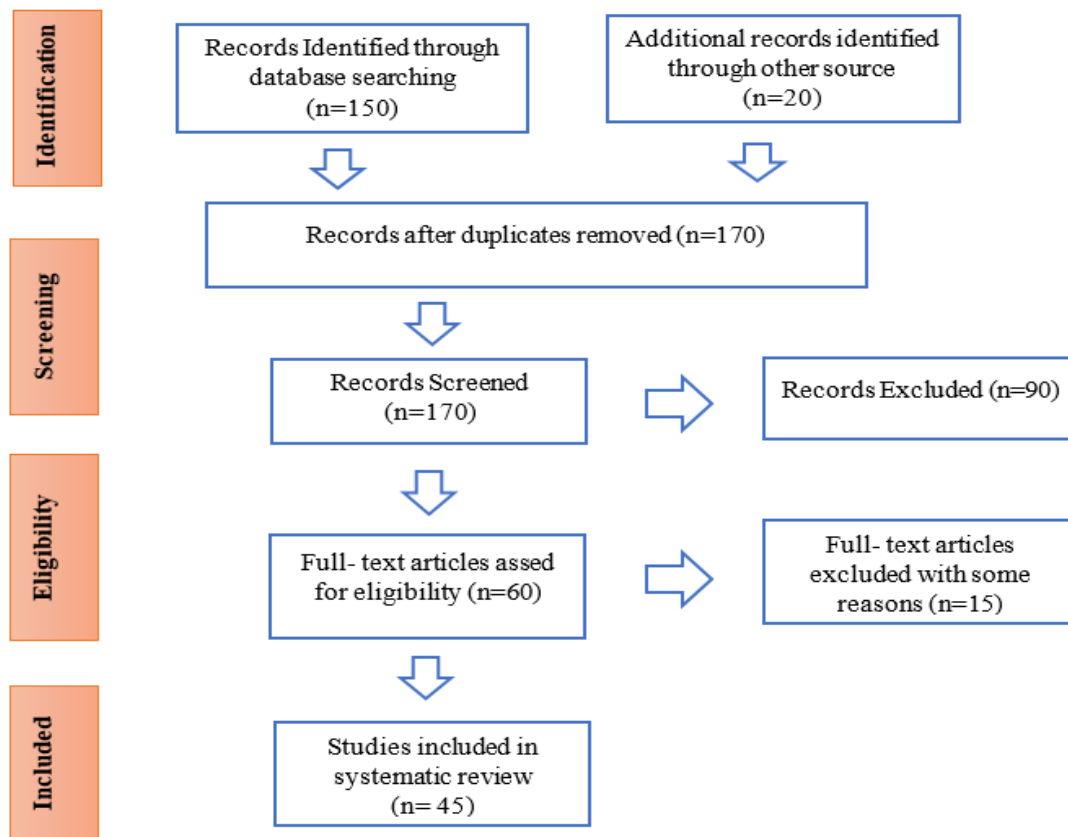 Identification
Records Identified through
database searching
(n=150)
Additional records identified
through other source
(n=20)
Records after duplicates removed (n=170)
Screening
Records Screened
(n=170)
Records Excluded (n=90)
Eligibility
Full- text articles assed
for eligibility (n=60)
Full- text articles
excluded with some
reasons (n=15)
Included
Studies included in
systematic review
(n= 45)